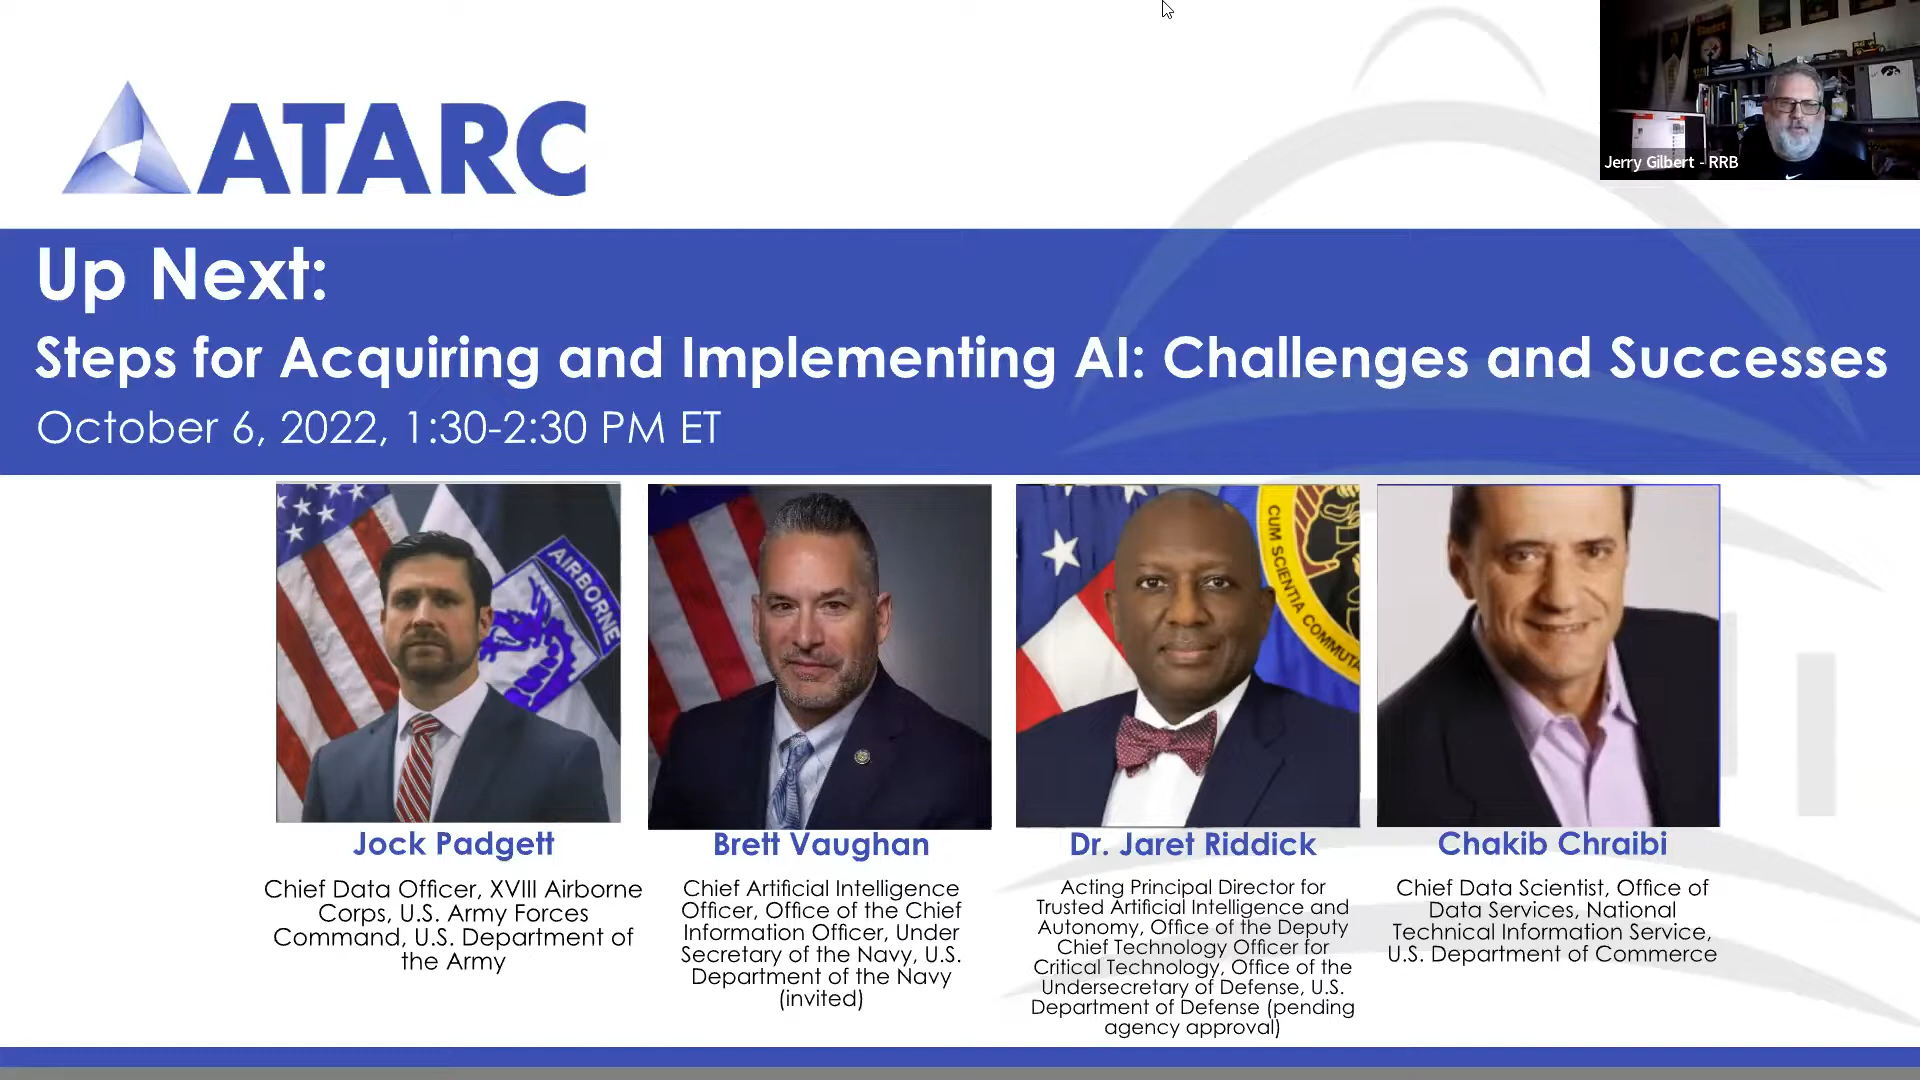 ATARC
Jerry Gilbert - RRB
Up Next:
Steps for Acquiring and Implementing AI: Challenges and Successes
October 6, 2022, 1:30-2:30 PM ET
AIRBORNE
CUM SCIENTIA COMMUTA
Jock Padgett
Chief Data Officer, XVIII Airborne
Corps, U.S. Army Forces
Command, U.S. Department of
the Army
Brett Vaughan
Chief Artificial Intelligence
Officer, Office of the Chief
Information Officer, Under
Secretary of the Navy, U.S.
Department of the Navy
(invited)
Dr. Jaret Riddick
Acting Principal Director for
Trusted Artificial Intelligence and
Autonomy, Office of the Deputy
Chief Technology Officer for
Critical Technology, Office of the
Undersecretary of Defense, U.S.
Department of Defense (pending
agency approval)
Chakib Chraibi
Chief Data Scientist, Office of
Data Services, National
Technical Information Service,
U.S. Department of Commerce